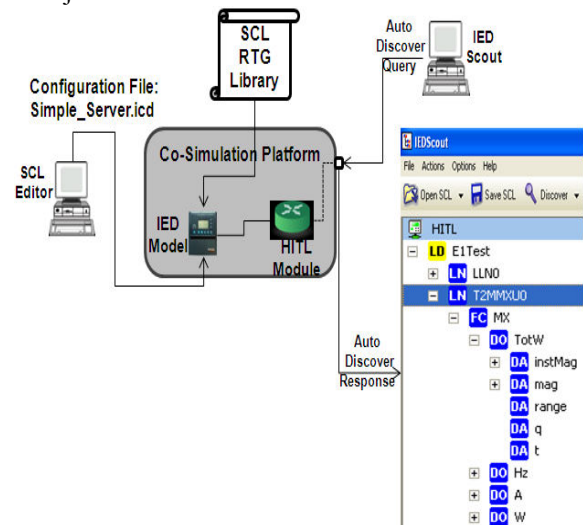 SCL
RTG
Library
Auto
Discover
Query
IED
Scout
Configuration File:
Simple_Server.icd
SCL
Editor
Co-Simulation Platform
IED
Model
HITL
Module
Auto
Discover
Response
IEDScout
File Actions Options Help
Open SCL Save SCL Discover
HITL
LD E1Test
LN LLN0
LN T2MMXU0
FC MX
DO TotW
DA instMag
DA mag
DA range
DA q
DA t
DO Hz
DO A
DO W